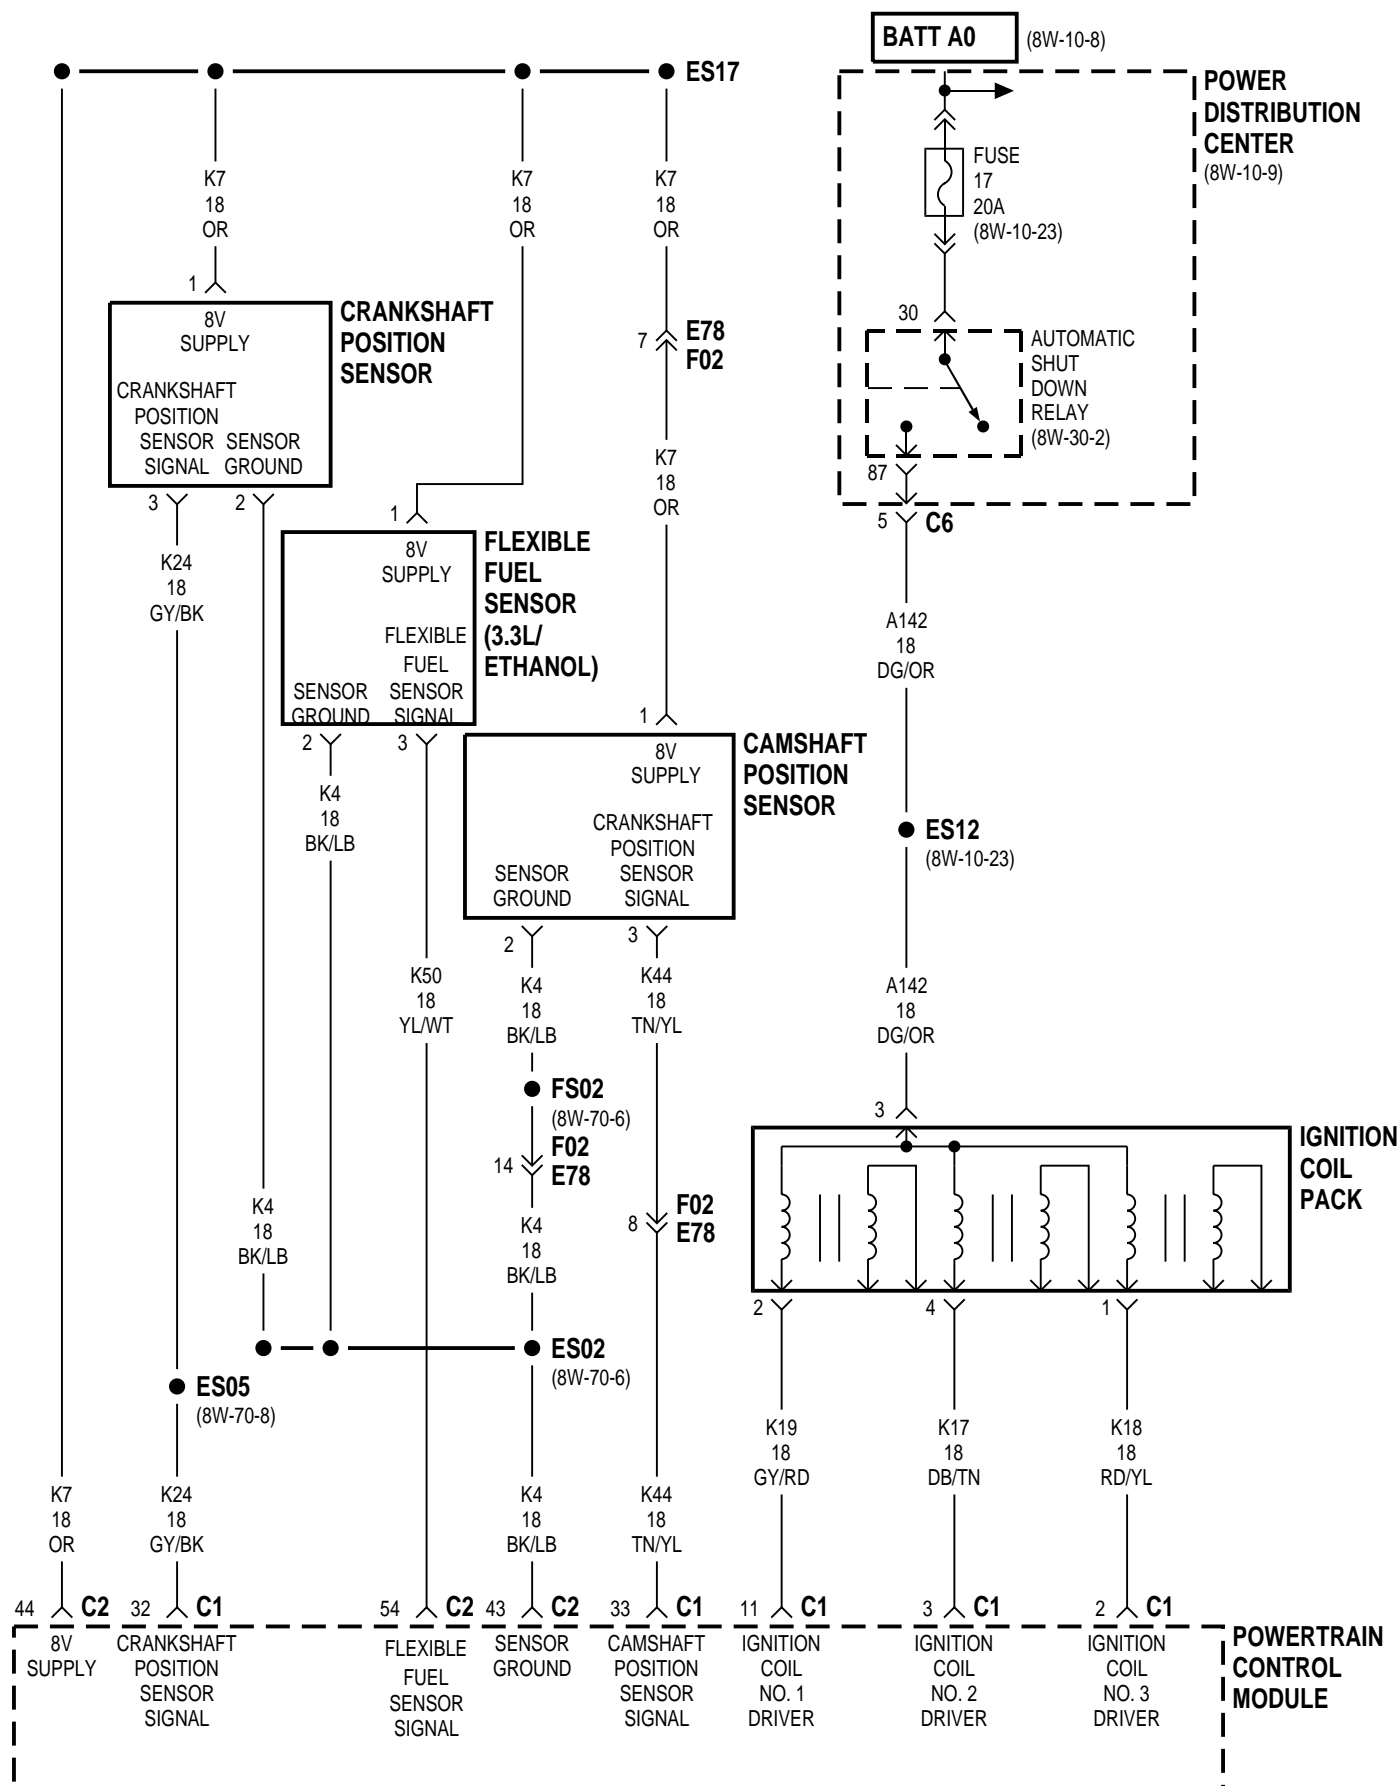 BATT A0
(8W-10-8)
ES17
POWER
DISTRIBUTION
CENTER
(8W-10-9)
FUSE
17
20A
(8W-10-23)
K7
18
OR
K7
18
OR
K7
18
OR
1
8V
SUPPLY
CRANKSHAFT
POSITION
SENSOR
SIGNAL
SENSOR
GROUND
CRANKSHAFT
POSITION
SENSOR
7
E78
F02
30
AUTOMATIC
SHUT
DOWN
RELAY
(8W-30-2)
87
5
C6
3
2
K24
18
GY/BK
K7
18
OR
1
8V
SUPPLY
FLEXIBLE
FUEL
SENSOR
SIGNAL
SENSOR
GROUND
FLEXIBLE
FUEL
SENSOR
(3.3L/
ETHANOL)
A142
18
DG/OR
2
3
K4
18
BK/LB
1
8V
SUPPLY
CRANKSHAFT
POSITION
SENSOR
SIGNAL
SENSOR
GROUND
CAMSHAFT
POSITION
SENSOR
ES12
(8W-10-23)
2
3
K50
18
YL/WT
K4
18
BK/LB
K44
18
TN/YL
A142
18
DG/OR
FS02
(8W-70-6)
14
F02
E78
3
IGNITION
COIL
PACK
K4
18
BK/LB
K4
18
BK/LB
8
F02
E78
2
4
1
ES02
(8W-70-6)
ES05
(8W-70-8)
K19
18
GY/RD
K17
18
DB/TN
K18
18
RD/YL
K7
18
OR
K24
18
GY/BK
K4
18
BK/LB
K44
18
TN/YL
44
C2
32
C1
54
C2
43
C2
33
C1
11
C1
3
C1
2
C1
8V
SUPPLY
CRANKSHAFT
POSITION
SENSOR
SIGNAL
FLEXIBLE
FUEL
SENSOR
SIGNAL
SENSOR
GROUND
CAMSHAFT
POSITION
SENSOR
SIGNAL
IGNITION
COIL
NO. 1
DRIVER
IGNITION
COIL
NO. 2
DRIVER
IGNITION
COIL
NO. 3
DRIVER
POWERTRAIN
CONTROL
MODULE